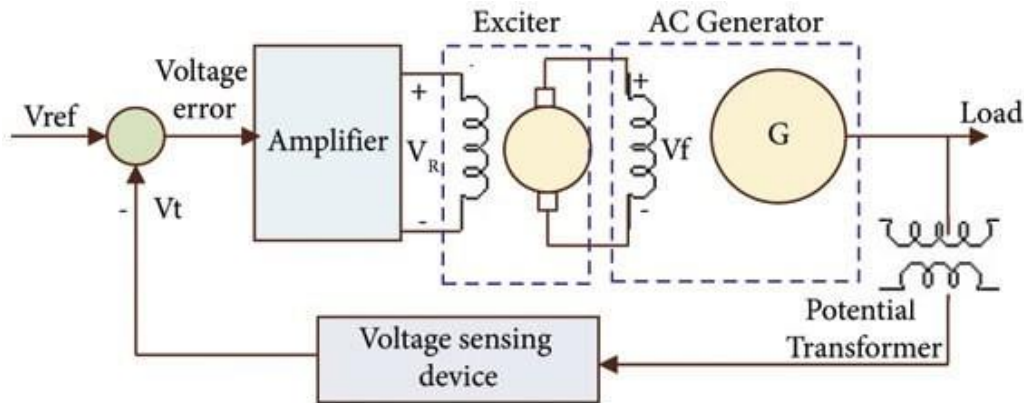 Exciter
AC Generator
Voltage
error
Vref
Amplifier
+
V_R
-
+
Vf
-
G
Load
-
Vt
Voltage sensing
device
Potential
Transformer